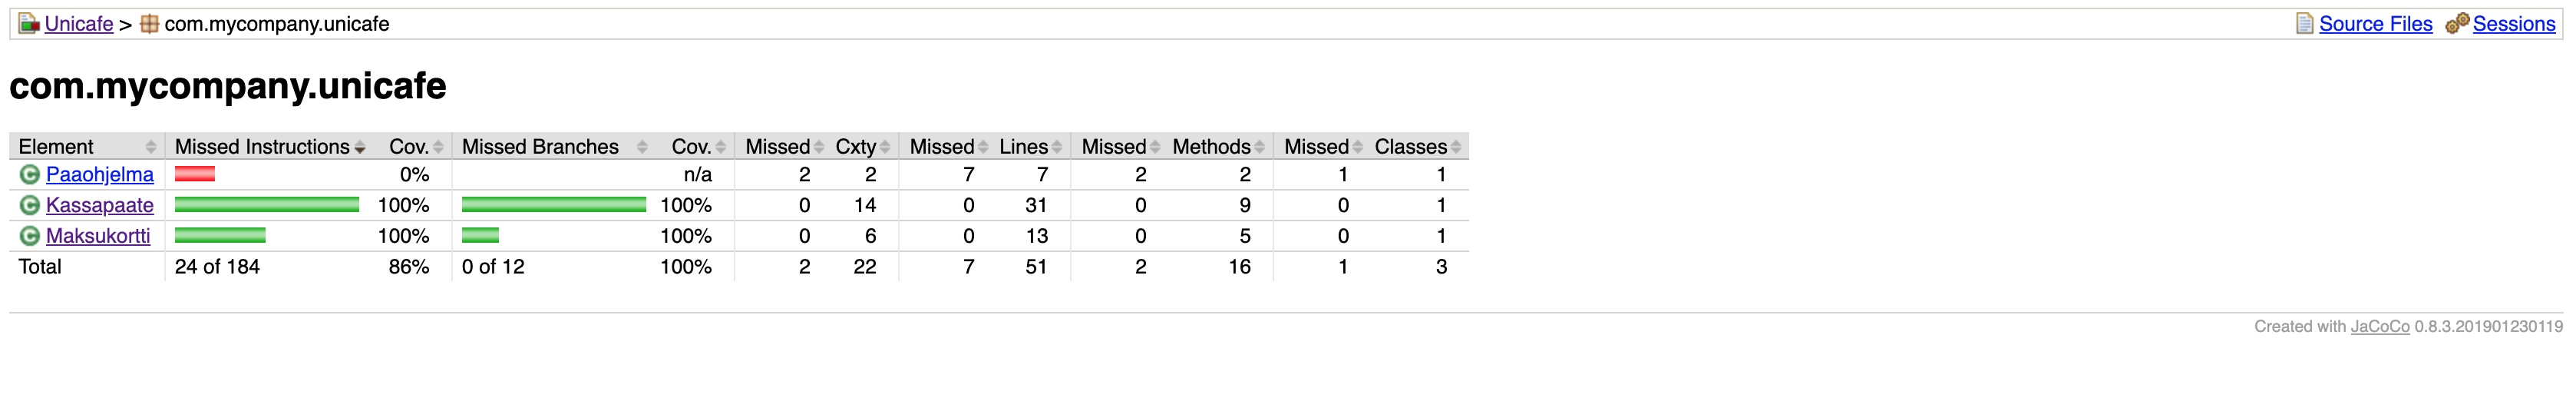 Unicafe > com.mycompany.unicafe Source Files Sessions
com.mycompany.unicafe
Element Missed Instructions Cov. Missed Branches Cov. Missed Cxty Missed Lines Missed Methods Missed Classes
C Paaohjelma 0% n/a 2 2 7 7 2 2 1 1
C Kassapaate 100% 100% 0 14 0 31 0 9 0 1
C Maksukortti 100% 100% 0 6 0 13 0 5 0 1
Total 24 of 184 86% 0 of 12 100% 2 22 7 51 2 16 1 3
Created with JaCoCo 0.8.3.201901230119